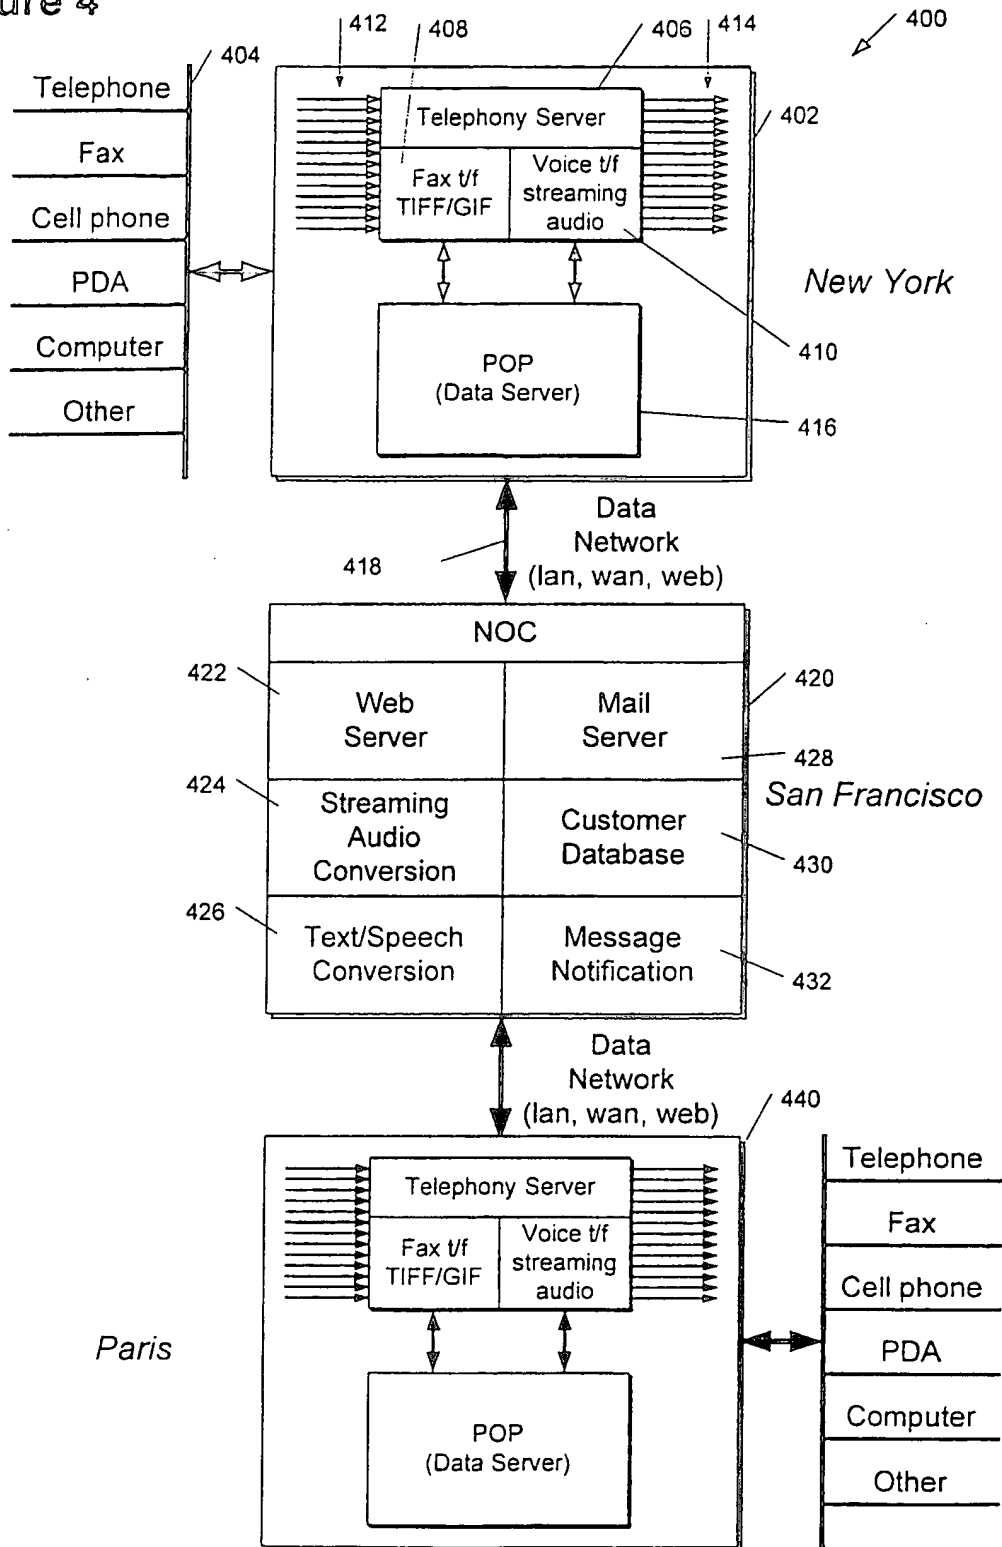 ure 4
412
408
406
414
400
404
402
Telephone
Fax
Cell phone
PDA
Computer
Other
Telephony Server
Fax t/f
TIFF/GIF
Voice t/f
streaming
audio
New York
410
POP
(Data Server)
416
418
Data
Network
(lan, wan, web)
NOC
422
420
Web
Server
Mail
Server
428
424
San Francisco
Streaming
Audio
Conversion
Customer
Database
430
426
Text/Speech
Conversion
Message
Notification
432
Data
Network
(lan, wan, web)
440
Telephony Server
Fax t/f
TIFF/GIF
Voice t/f
streaming
audio
Paris
POP
(Data Server)
Telephone
Fax
Cell phone
PDA
Computer
Other